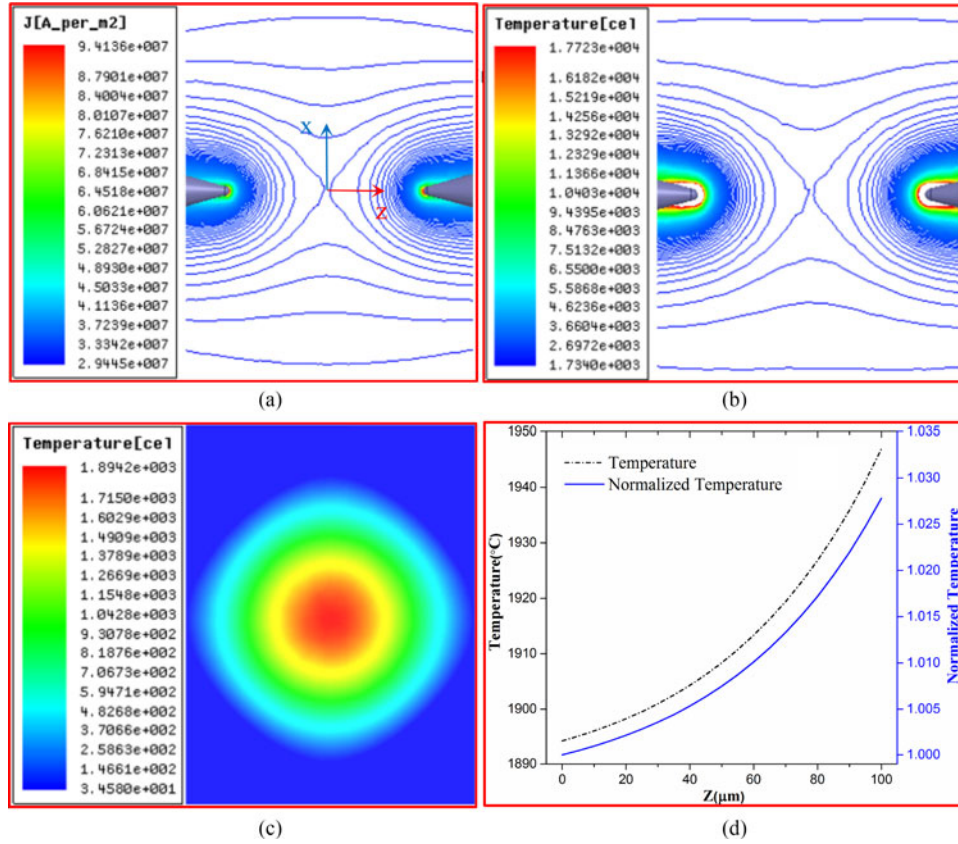 J[A_per_m2]
9.4136e+007
8.7901e+007
8.4004e+007
8.0107e+007
7.6210e+007
7.2313e+007
6.8415e+007
6.4518e+007
6.0621e+007
5.6724e+007
5.2827e+007
4.8930e+007
4.5033e+007
4.1136e+007
3.7239e+007
3.3342e+007
2.9445e+007
X
Z
(a)
Temperature[cel
1.7723e+004
1.6182e+004
1.5219e+004
1.4256e+004
1.3292e+004
1.2329e+004
1.1366e+004
1.0403e+004
9.4395e+003
8.4763e+003
7.5132e+003
6.5500e+003
5.5868e+003
4.6236e+003
3.6604e+003
2.6972e+003
1.7340e+003
(b)
Temperature[cel
1.8942e+003
1.7150e+003
1.6029e+003
1.4909e+003
1.3789e+003
1.2669e+003
1.1548e+003
1.0428e+003
9.3078e+002
8.1876e+002
7.0673e+002
5.9471e+002
4.8268e+002
3.7066e+002
2.5863e+002
1.4661e+002
3.4580e+001
(c)
Temperature
Normalized Temperature
1950
1940
1930
1920
1910
1900
1890
Temperature(°C)
1.035
1.030
1.025
1.020
1.015
1.010
1.005
1.000
Normalized Temperature
0 20 40 60 80 100
Z(μm)
(d)